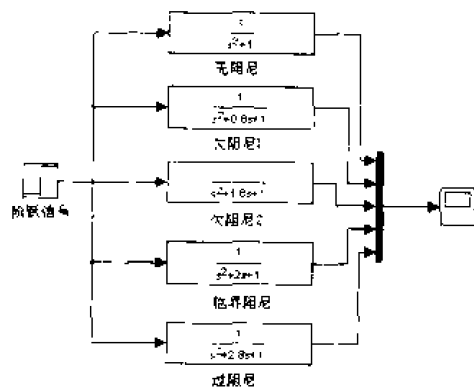 1
s²+1
无阻尼
1
s²+0.8s+1
欠阻尼1
阶跃信号
s²+1.6s+1
欠阻尼2
1
s²+2s+1
临界阻尼
1
s²+2.8s+1
过阻尼